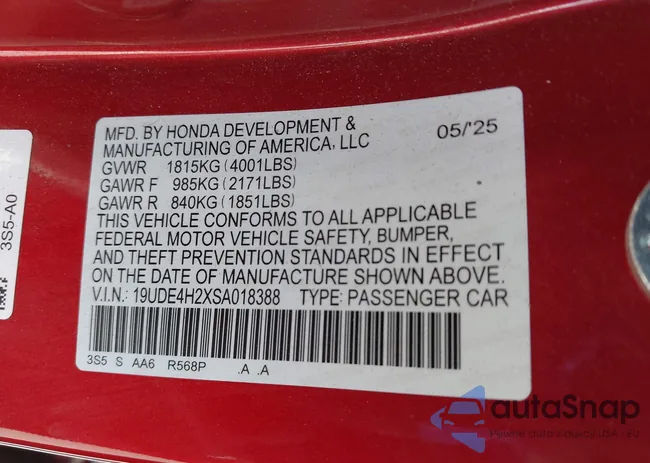 MFD. BY HONDA DEVELOPMENT & 05/'25
MANUFACTURING OF AMERICA, LLC
GVWR 1815KG (4001LBS)
GAWR F 985KG (2171LBS)
GAWR R 840KG (1851LBS)
THIS VEHICLE CONFORMS TO ALL APPLICABLE
FEDERAL MOTOR VEHICLE SAFETY, BUMPER,
AND THEFT PREVENTION STANDARDS IN EFFECT
ON THE DATE OF MANUFACTURE SHOWN ABOVE.
V.I.N.: 19UDE4H2XSA018388 TYPE: PASSENGER CAR
3S5 S AA6 R568P .A .A
3S5-A0
autaSnap